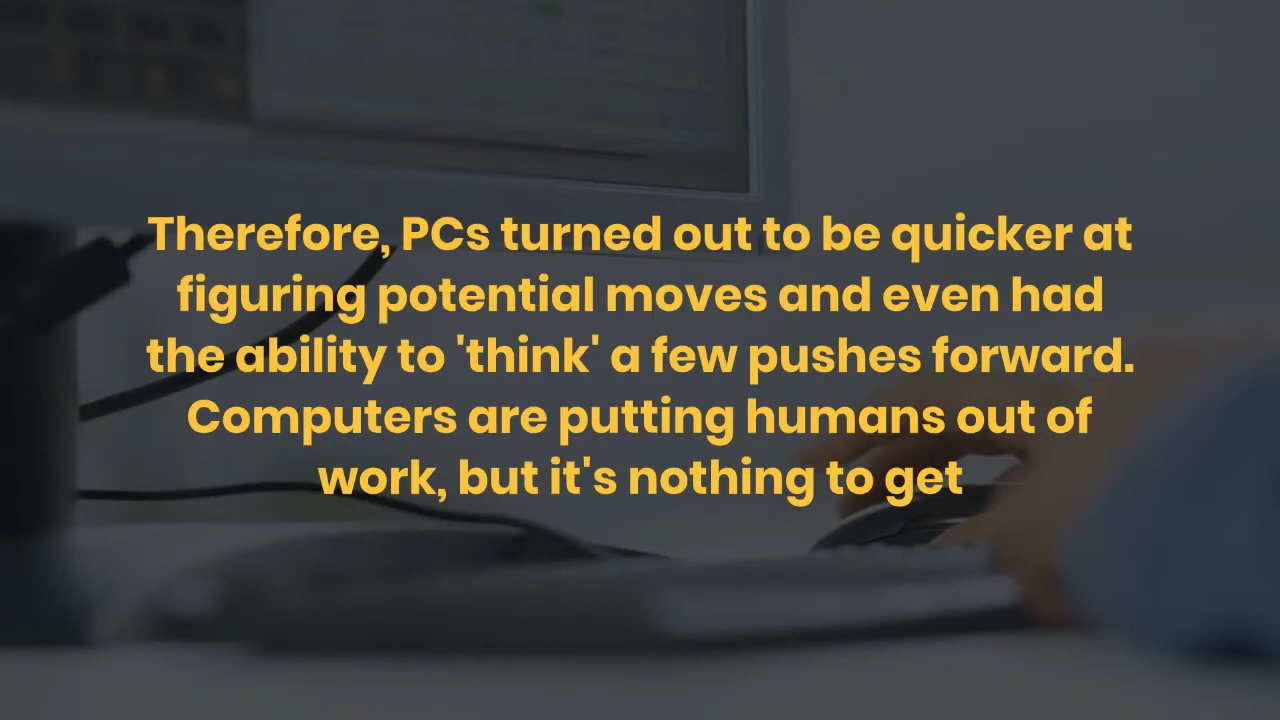 Therefore, PCs turned out to be quicker at
figuring potential moves and even had
the ability to 'think' a few pushes forward.
Computers are putting humans out of
work, but it's nothing to get